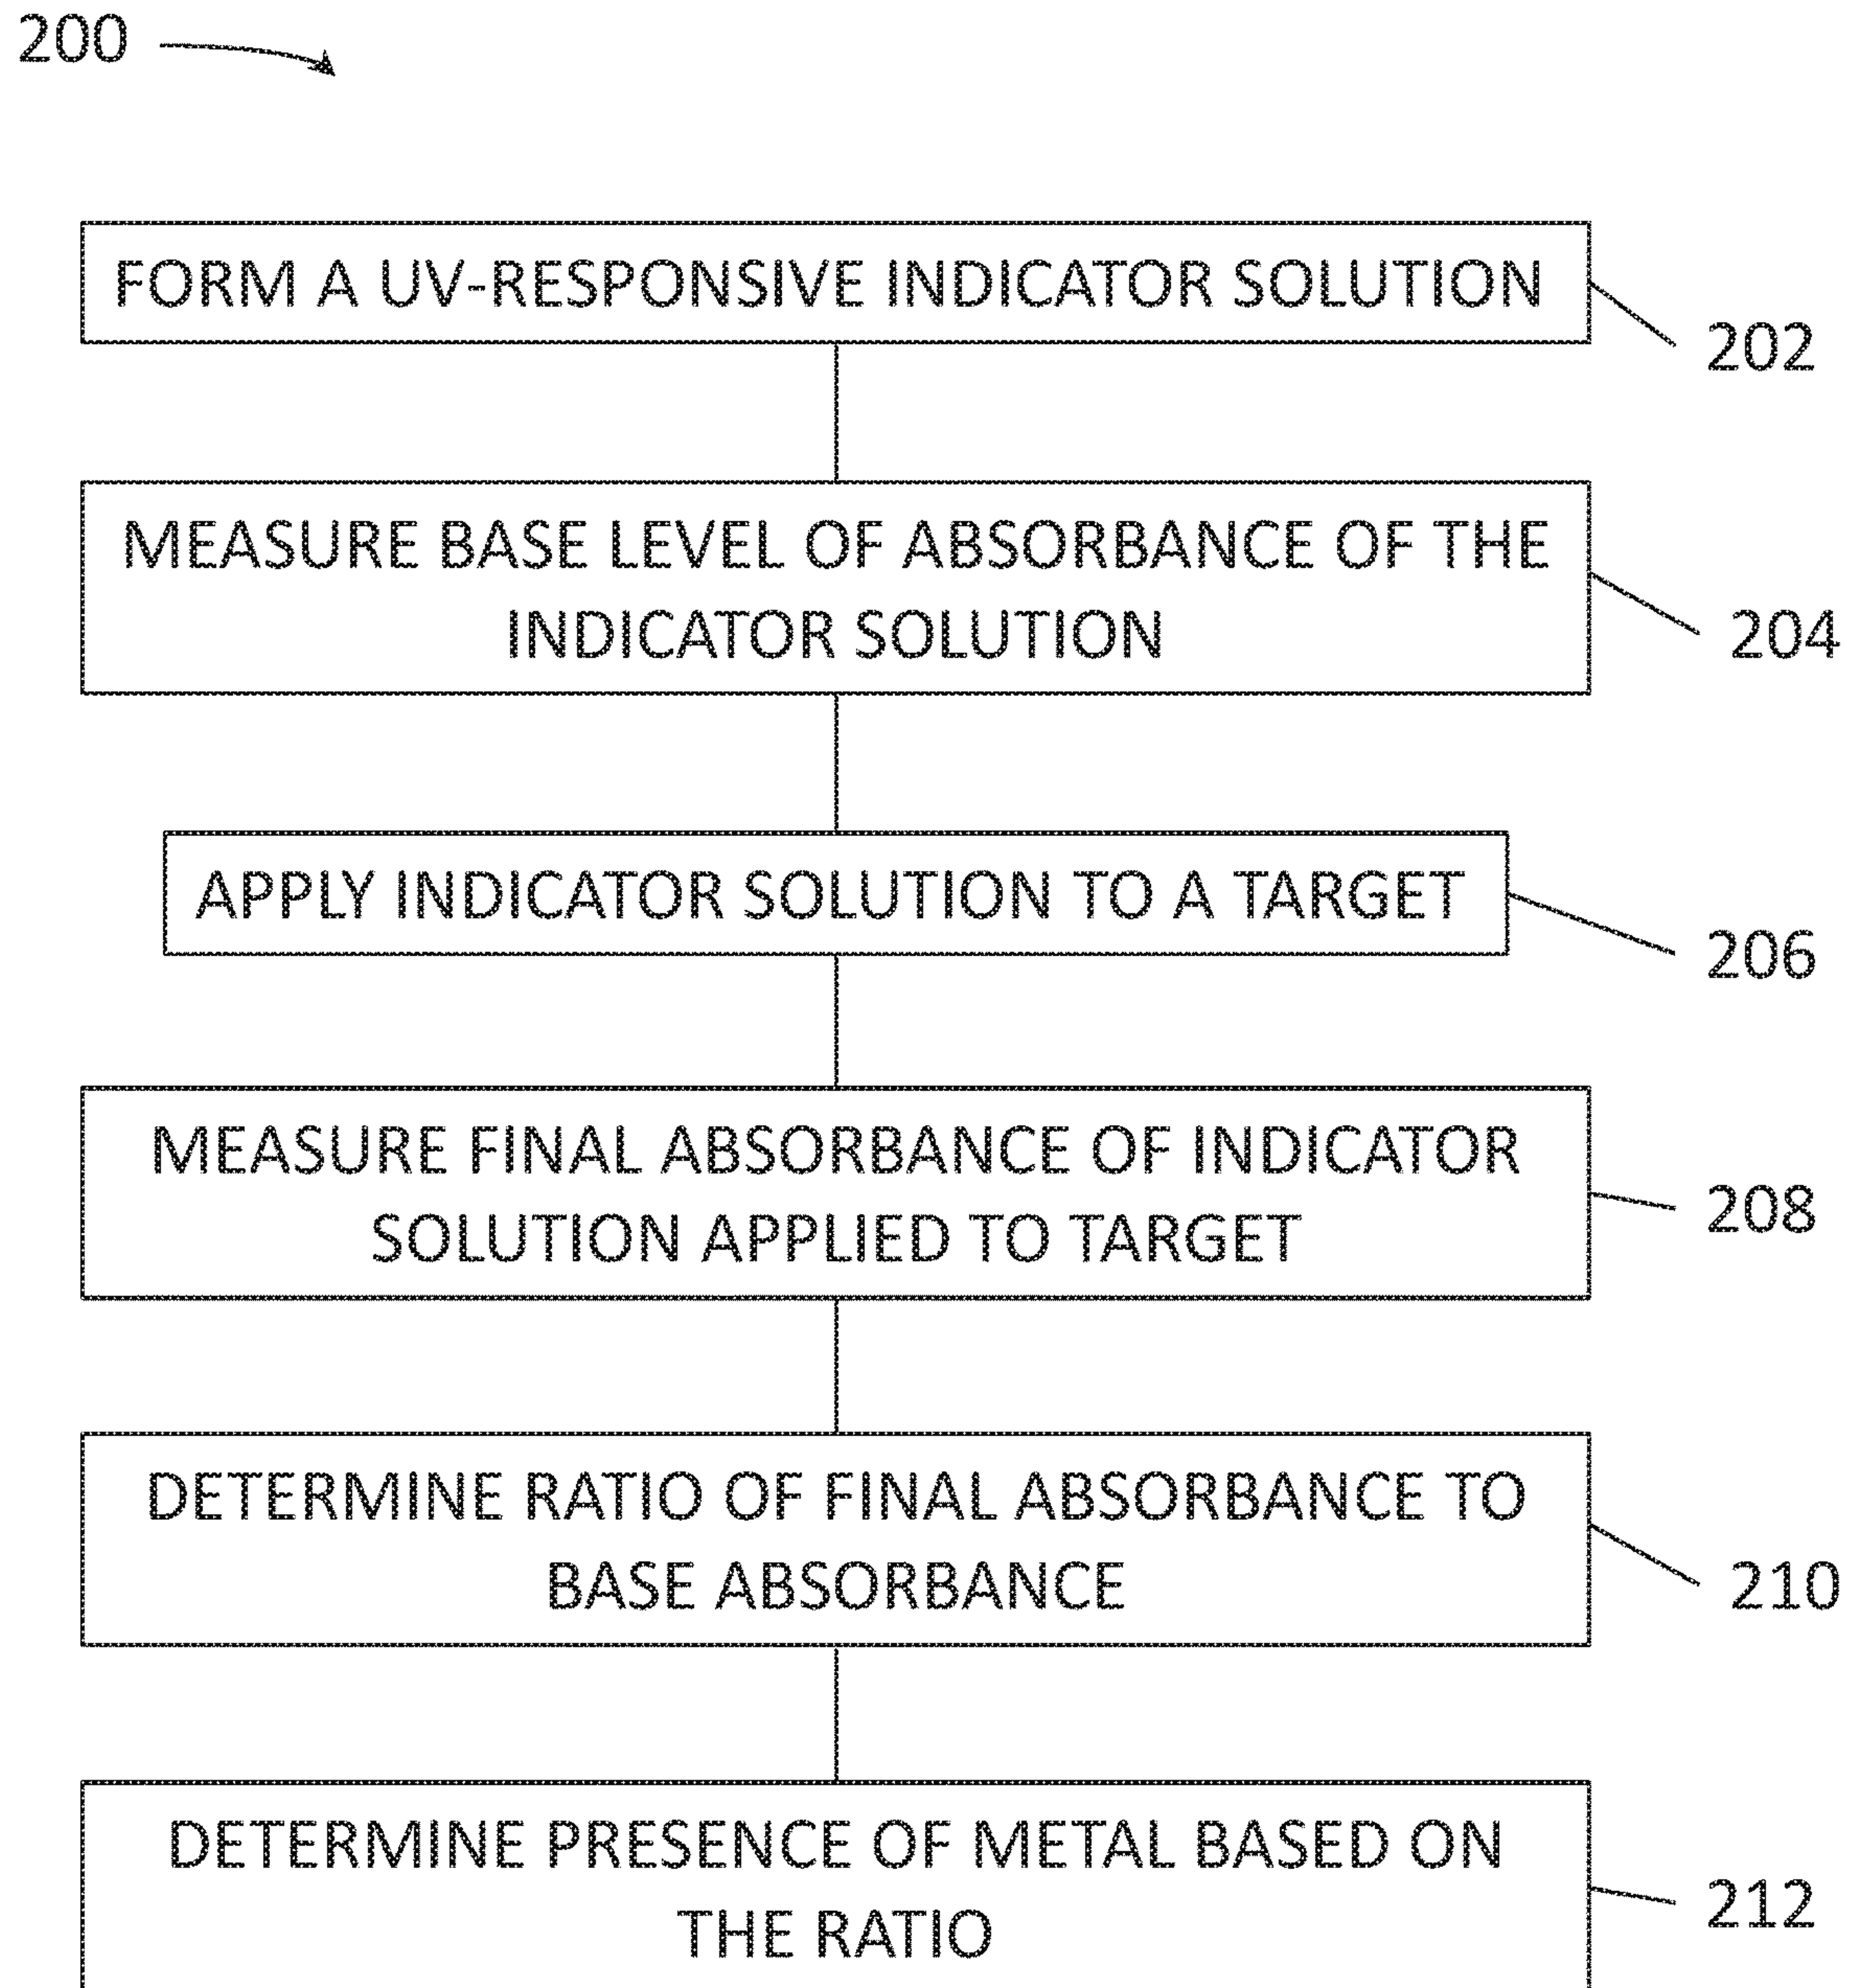 200
FORM A UV-RESPONSIVE INDICATOR SOLUTION
202
MEASURE BASE LEVEL OF ABSORBANCE OF THE
INDICATOR SOLUTION
204
APPLY INDICATOR SOLUTION TO A TARGET
206
MEASURE FINAL ABSORBANCE OF INDICATOR
SOLUTION APPLIED TO TARGET
208
DETERMINE RATIO OF FINAL ABSORBANCE TO
BASE ABSORBANCE
210
DETERMINE PRESENCE OF METAL BASED ON
THE RATIO
212